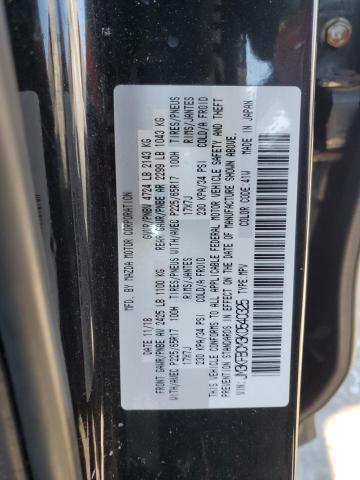 MFD. BY MAZDA MOTOR CORPORATION
DATE: 11/18 GVWR/PNBV 4724 LB 2143 KG
FRONT GAWR/PNBE AV 2425 LB 1100 KG REAR GAWR/PNBE AR 2299 LB 1043 KG
WITH/AVEC P225/65R17 100H TIRES/PNEUS WITH/AVEC P225/65R17 100H TIRES/PNEUS
17X7J RIMS/JANTES 17X7J RIMS/JANTES
230 KPA/34 PSI COLD/A FROID 230 KPA/34 PSI COLD/A FROID
THIS VEHICLE CONFORMS TO ALL APPLICABLE FEDERAL MOTOR VEHICLE SAFETY AND THEFT
PREVENTION STANDARDS IN EFFECT ON THE DATE OF MANUFACTURE SHOWN ABOVE.
TYPE: MPV COLOR CODE 41W MADE IN JAPAN